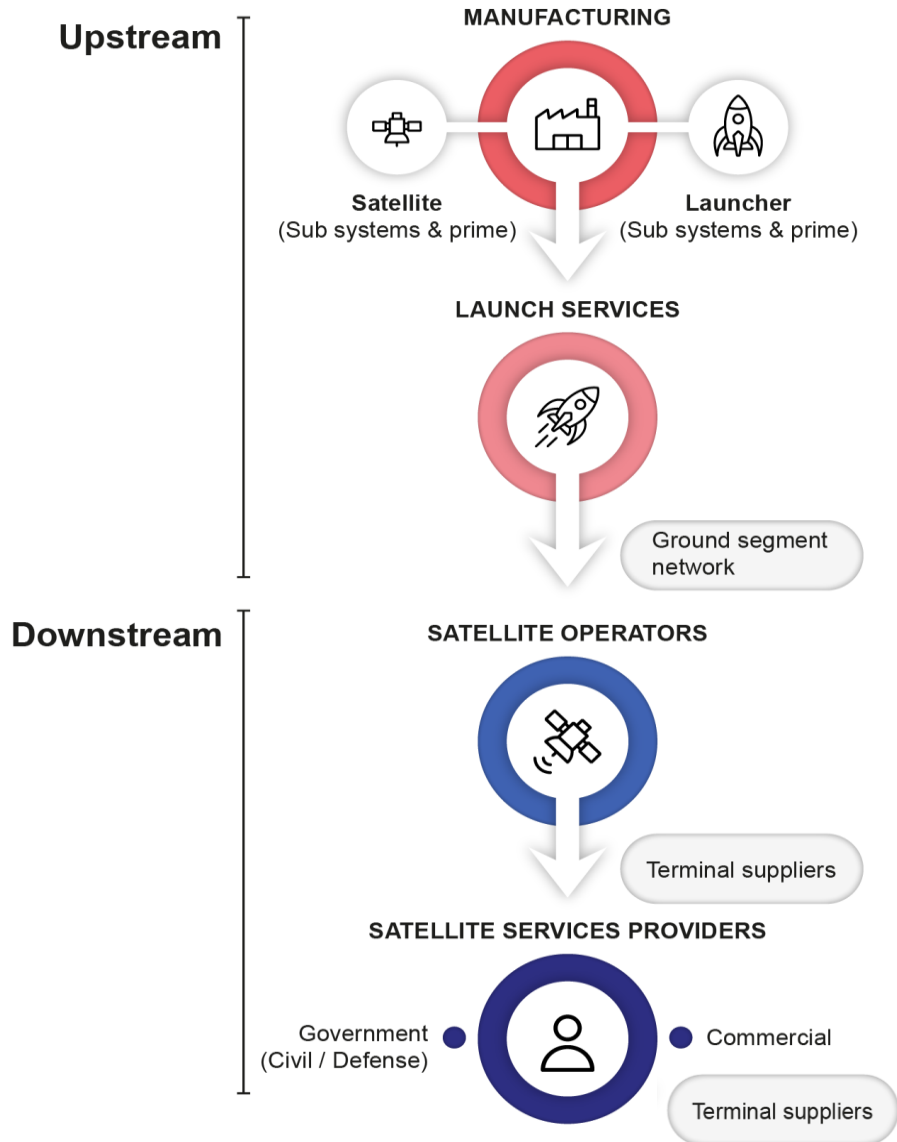 MANUFACTURING
Upstream
Satellite
(Sub systems & prime)
Launcher
(Sub systems & prime)
LAUNCH SERVICES
Ground segment
network
Downstream
SATELLITE OPERATORS
Terminal suppliers
SATELLITE SERVICES PROVIDERS
Government
(Civil / Defense)
Commercial
Terminal suppliers